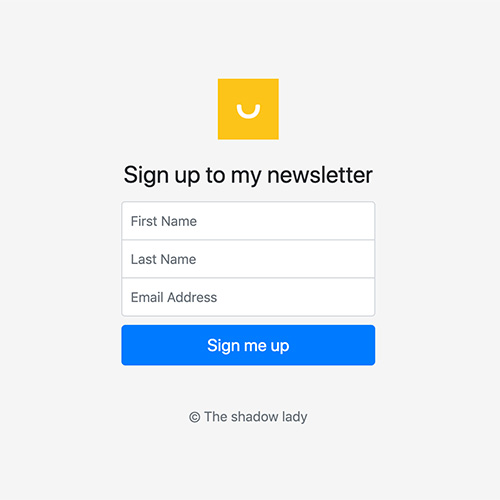 Sign up to my newsletter
First Name
Last Name
Email Address
Sign me up
© The shadow lady